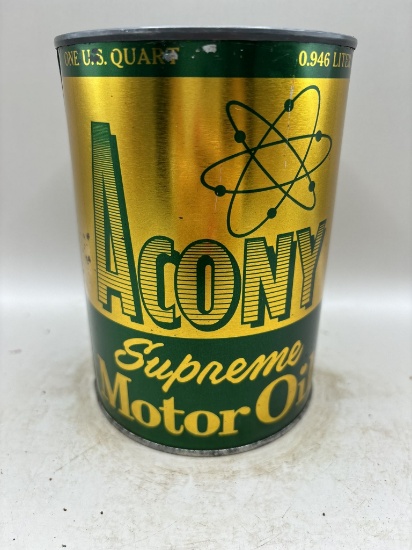 ONE U.S. QUART 0.946 LITER
ACONY
Supreme
Motor Oil